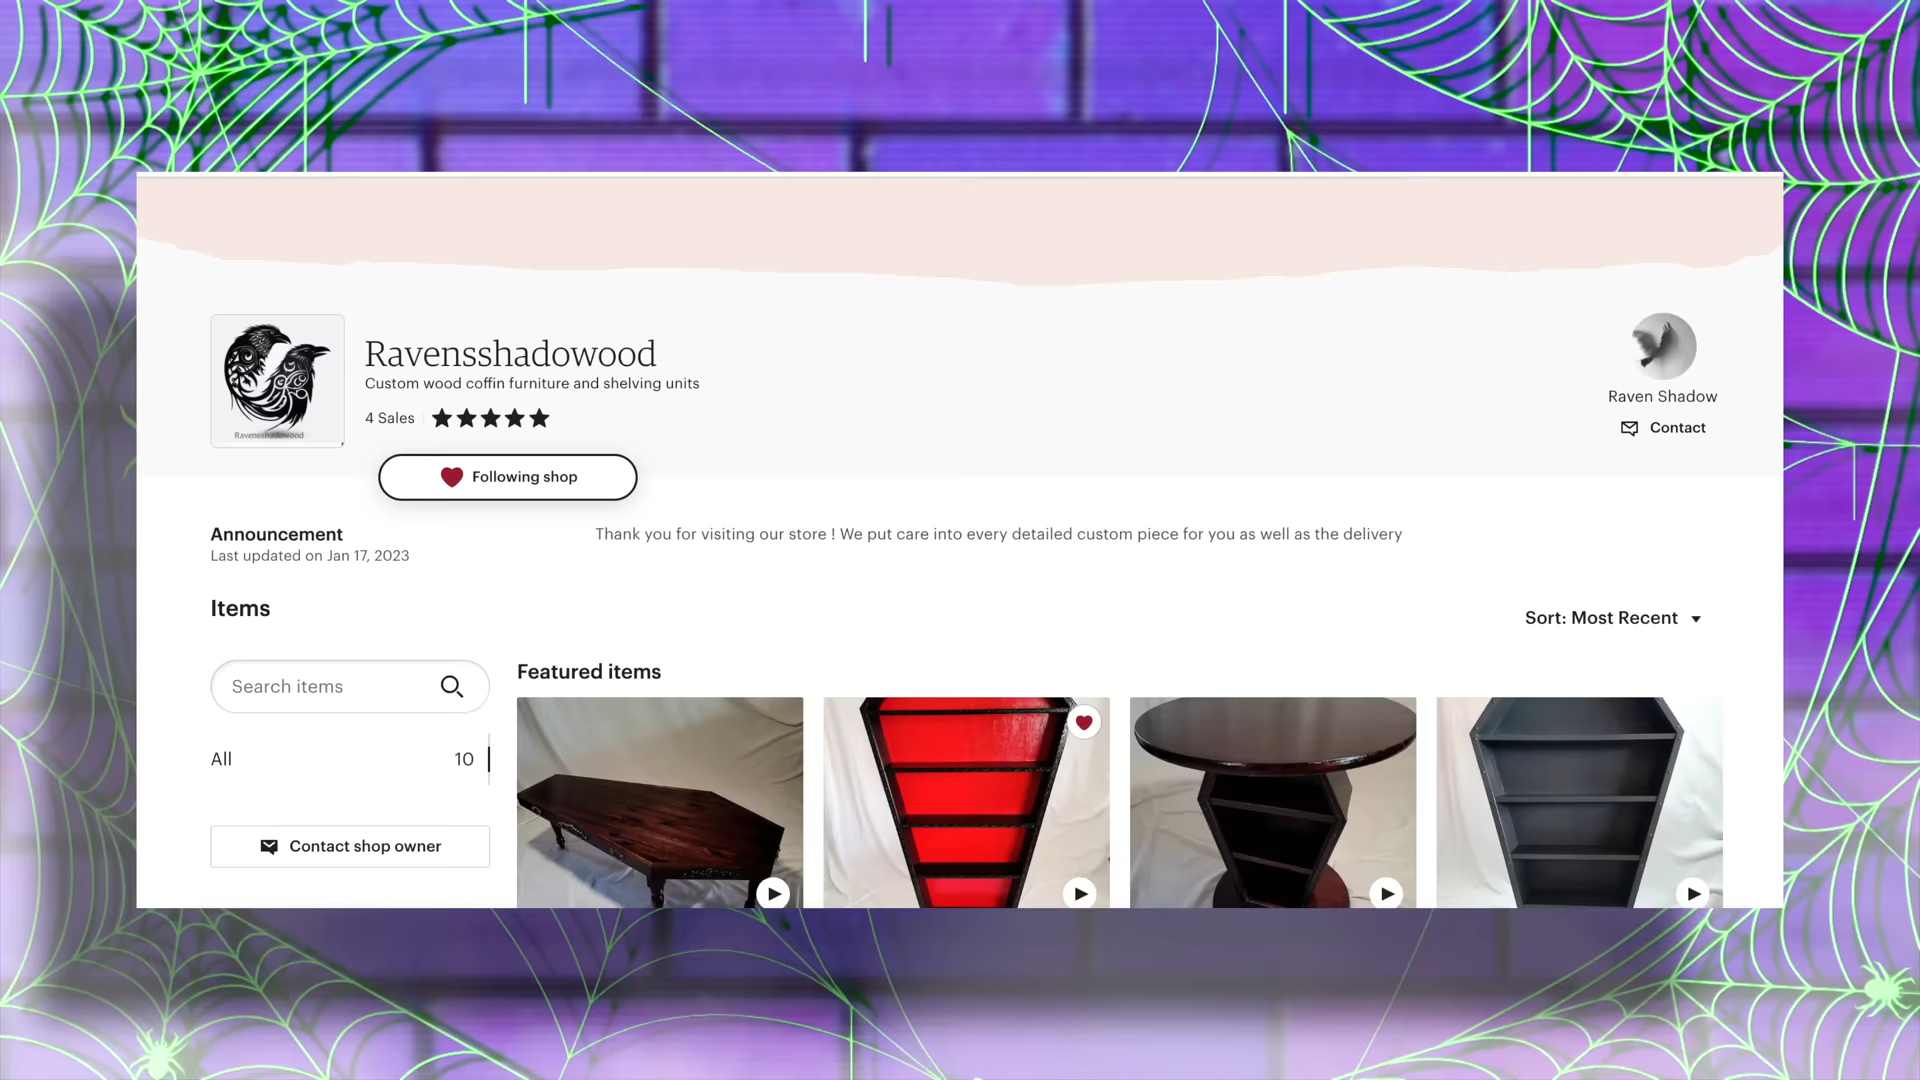 Ravensshadowood
Ravensshadowood
Custom wood coffin furniture and shelving units
4 Sales
Following shop
Raven Shadow
Contact
Announcement
Last updated on Jan 17, 2023
Thank you for visiting our store ! We put care into every detailed custom piece for you as well as the delivery
Items
Sort: Most Recent
Search items
Featured items
All 10
Contact shop owner